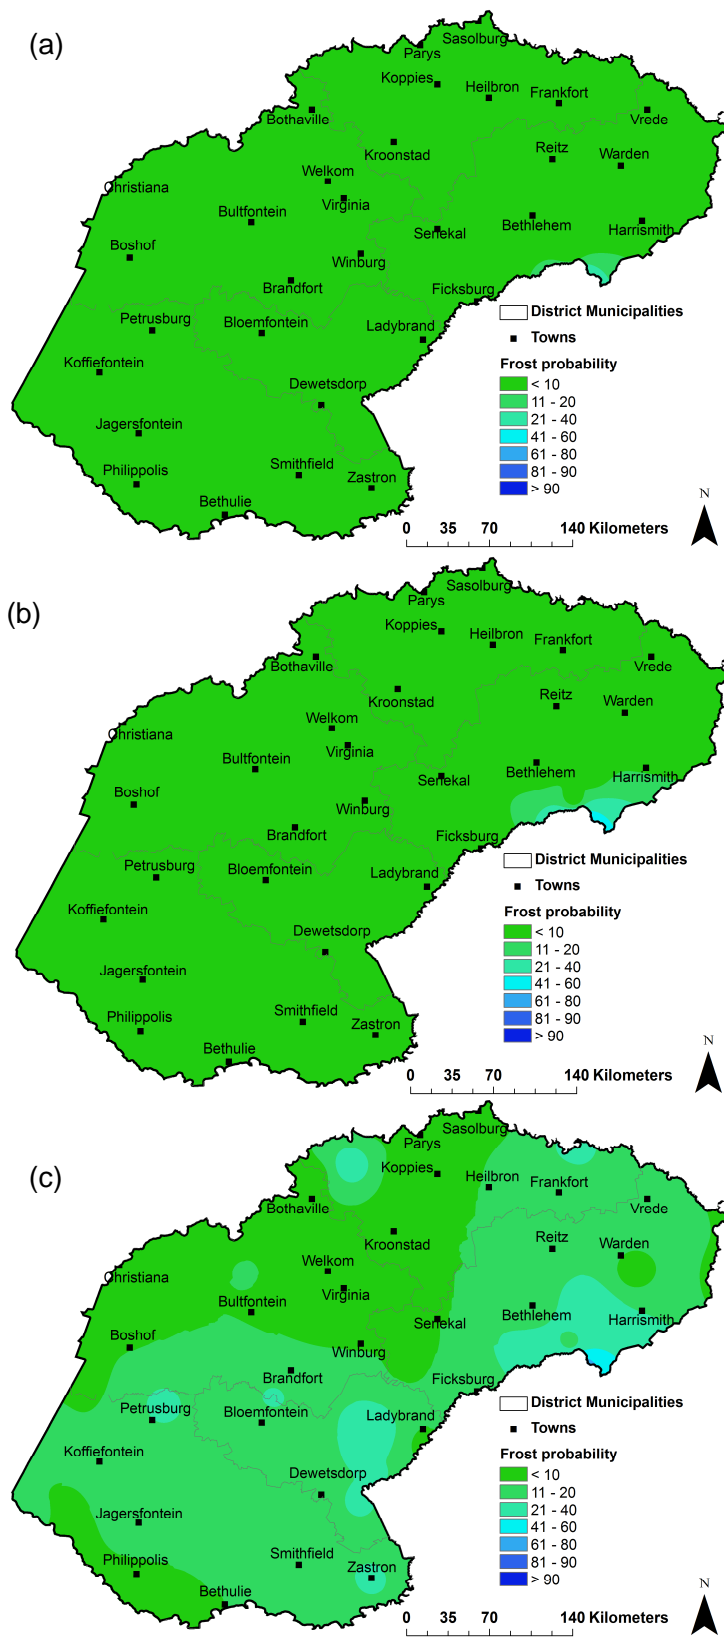 (a)
Sasolburg
Parys
Koppies
Heilbron
Frankfort
Bothaville
Vrede
Kroonstad
Reitz
Warden
Welkom
Christiana
Virginia
Bultfontein
Senekal
Bethlehem
Harrismith
Boshof
Winburg
Brandfort
Ficksburg
District Municipalities
Petrusburg
Bloemfontein
Ladybrand
Towns
Koffiefontein
Frost probability
Dewetsdorp
< 10
11 - 20
21 - 40
Jagersfontein
41 - 60
61 - 80
Philippolis
Smithfield
Zastron
81 - 90
> 90
Bethulie
N
0 35 70 140 Kilometers
(b)
Sasolburg
Parys
Koppies
Heilbron
Frankfort
Bothaville
Vrede
Kroonstad
Reitz
Warden
Welkom
Christiana
Virginia
Bultfontein
Senekal
Bethlehem
Harrismith
Boshof
Winburg
Brandfort
Ficksburg
District Municipalities
Petrusburg
Bloemfontein
Ladybrand
Towns
Koffiefontein
Frost probability
Dewetsdorp
< 10
11 - 20
21 - 40
Jagersfontein
41 - 60
61 - 80
Philippolis
Smithfield
Zastron
81 - 90
> 90
Bethulie
N
0 35 70 140 Kilometers
(c)
Sasolburg
Parys
Koppies
Heilbron
Frankfort
Bothaville
Vrede
Kroonstad
Reitz
Warden
Welkom
Christiana
Virginia
Bultfontein
Senekal
Bethlehem
Harrismith
Boshof
Winburg
Brandfort
Ficksburg
District Municipalities
Petrusburg
Bloemfontein
Ladybrand
Towns
Koffiefontein
Frost probability
Dewetsdorp
< 10
11 - 20
21 - 40
Jagersfontein
41 - 60
61 - 80
Philippolis
Smithfield
Zastron
81 - 90
> 90
Bethulie
N
0 35 70 140 Kilometers